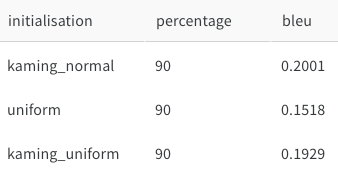 initialisation percentage bleu
kaming_normal 90 0.2001
uniform 90 0.1518
kaming_uniform 90 0.1929